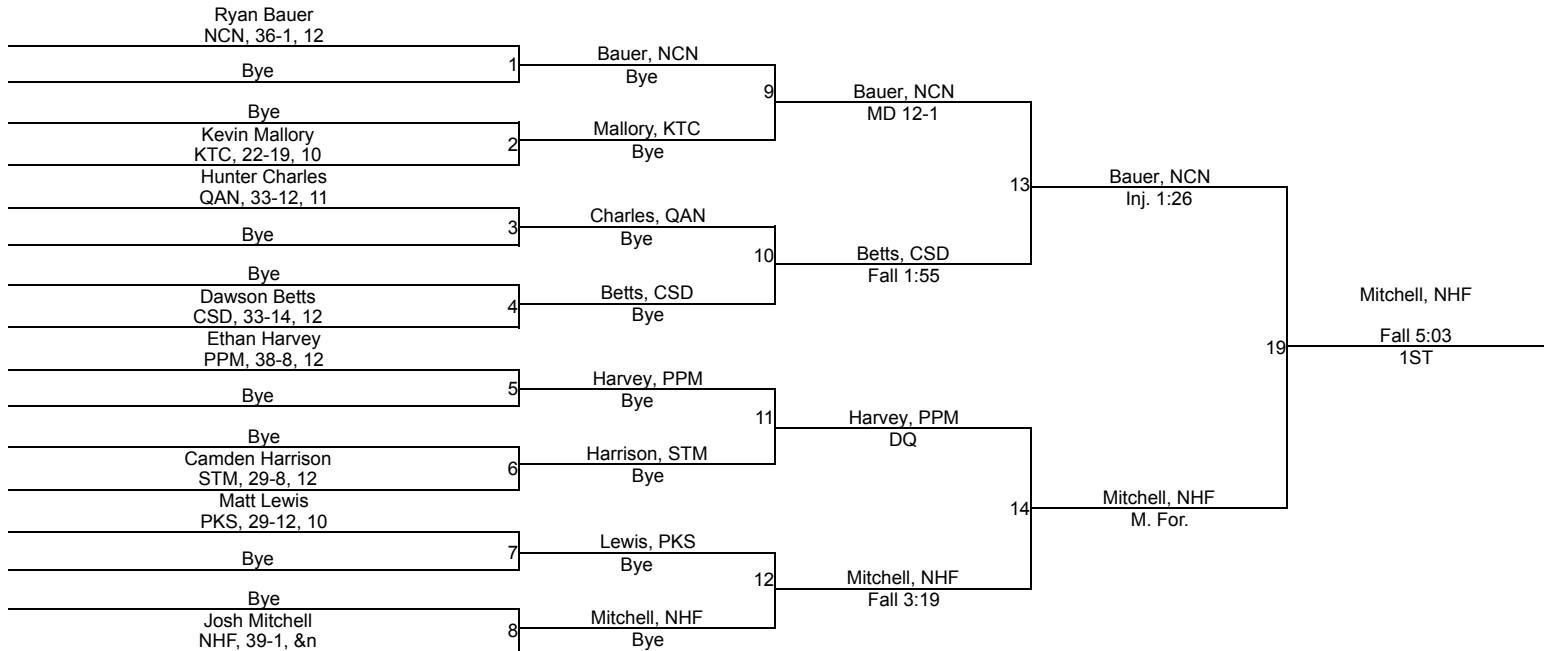 Ryan Bauer
NCN, 36-1, 12
Bye
1
Bye
Kevin Mallory
KTC, 22-19, 10
2
Hunter Charles
QAN, 33-12, 11
Bye
3
Bye
Dawson Betts
CSD, 33-14, 12
4
Ethan Harvey
PPM, 38-8, 12
Bye
5
Bye
Camden Harrison
STM, 29-8, 12
6
Matt Lewis
PKS, 29-12, 10
Bye
7
Bye
Josh Mitchell
NHF, 39-1, &n
8
Bauer, NCN
Bye
9
Mallory, KTC
Bye
Charles, QAN
Bye
10
Betts, CSD
Bye
Harvey, PPM
Bye
11
Harrison, STM
Bye
Lewis, PKS
Bye
12
Mitchell, NHF
Bye
Bauer, NCN
MD 12-1
13
Betts, CSD
Fall 1:55
Harvey, PPM
DQ
14
Mitchell, NHF
Fall 3:19
Bauer, NCN
Inj. 1:26
19
Mitchell, NHF
M. For.
Mitchell, NHF
Fall 5:03
1ST